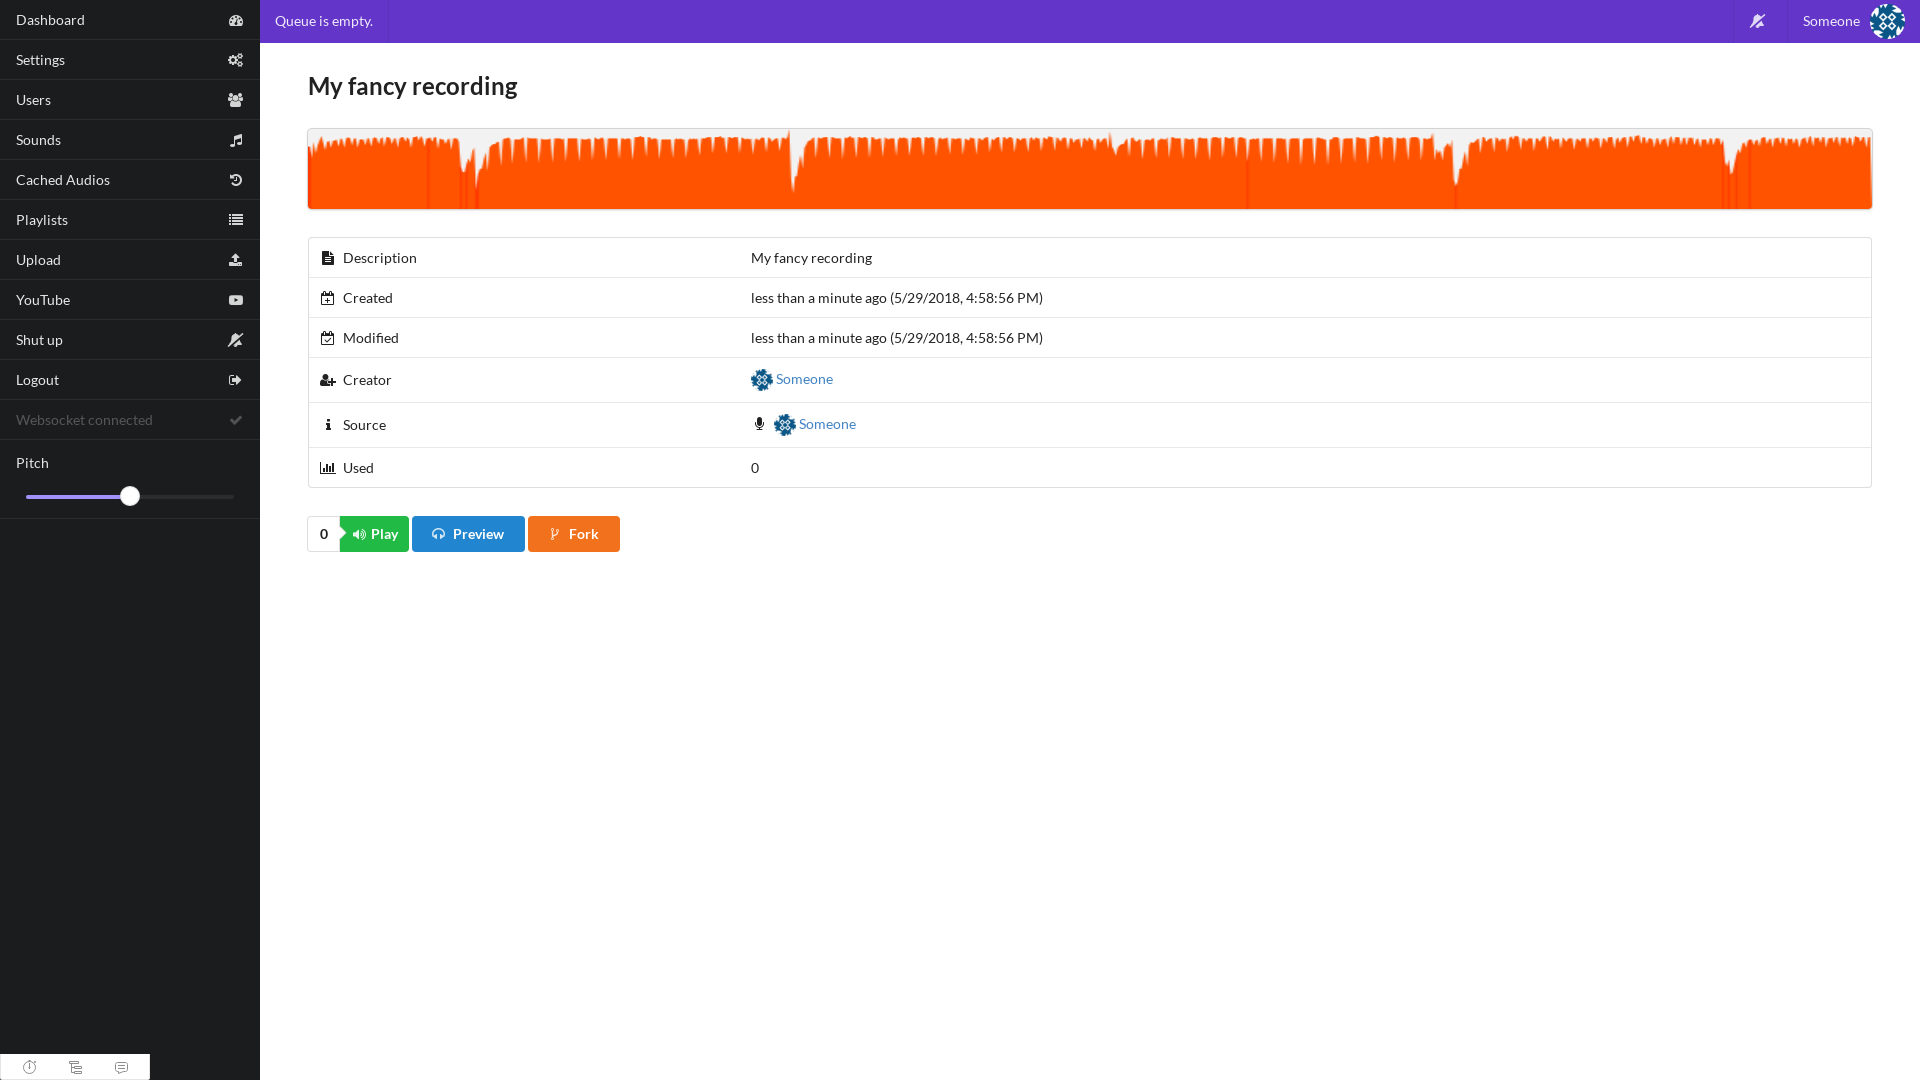 Dashboard
Settings
Users
Sounds
Cached Audios
Playlists
Upload
YouTube
Shut up
Logout
Websocket connected
Pitch
Queue is empty.
Someone
My fancy recording
Description My fancy recording
Created less than a minute ago (5/29/2018, 4:58:56 PM)
Modified less than a minute ago (5/29/2018, 4:58:56 PM)
Creator Someone
Source Someone
Used 0
0 Play Preview Fork